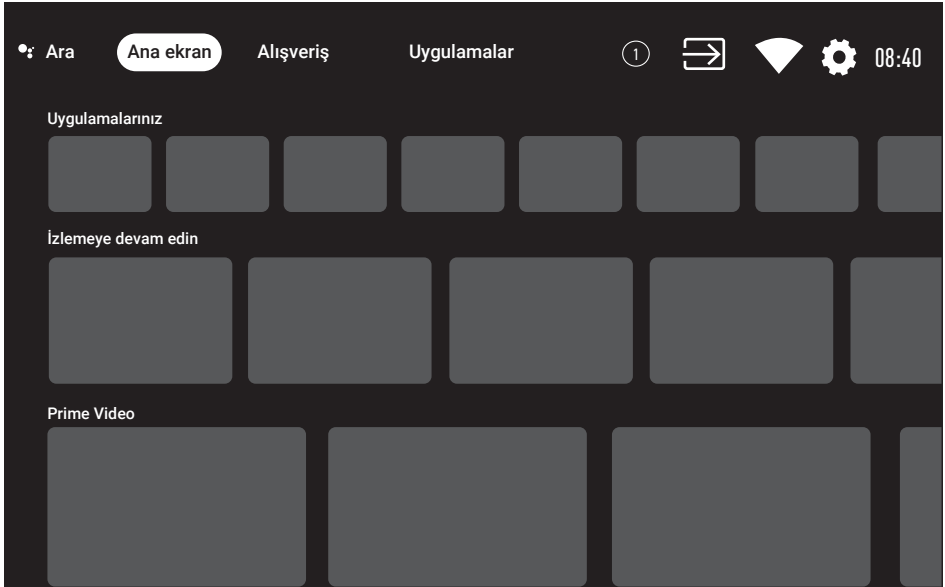 Ara Ana ekran Alışveriş Uygulamalar 1 08:40
Uygulamalarınız
İzlemeye devam edin
Prime Video